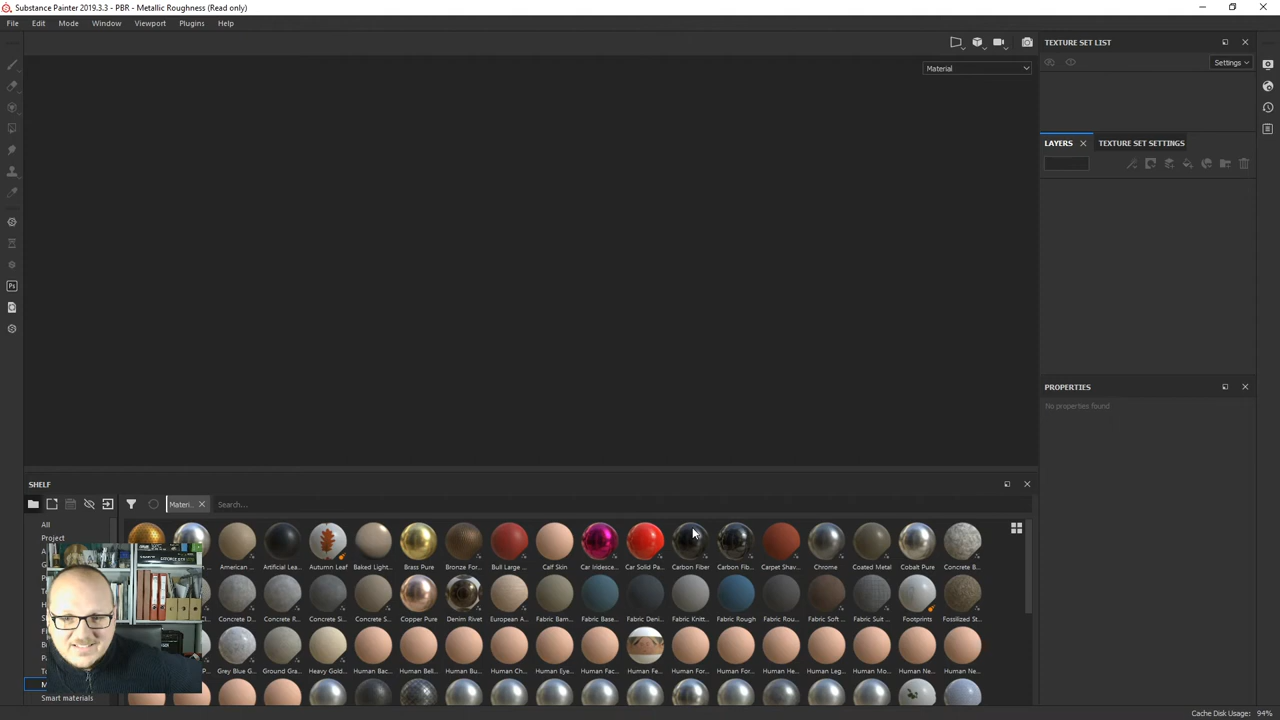 Substance Painter 2019.3.3 - PBR - Metallic Roughness (Read only)
File Edit Mode Window Viewport Plugins Help
Material
TEXTURE SET LIST
Settings
LAYERS
TEXTURE SET SETTINGS
PROPERTIES
No properties found
SHELF
Materi..
Search...
All
Project
Smart materials
American ... Artificial Lea... Autumn Leaf Baked Light... Brass Pure Bronze For... Bull Large ... Calf Skin Car Iridesce... Car Solid Pa... Carbon Fiber Carbon Fib... Carpet Shav... Chrome Coated Metal Cobalt Pure Concrete B...
Concrete D... Concrete R... Concrete Si... Concrete S... Copper Pure Denim Rivet European A... Fabric Barn... Fabric Base... Fabric Deni... Fabric Knitt... Fabric Rough Fabric Rou... Fabric Soft ... Fabric Suit ... Footprints Fossilized St...
Grey Blue G... Ground Gra... Heavy Gold... Human Bac... Human Bell... Human Bu... Human Ch... Human Eye... Human Fac... Human Fe... Human For... Human For... Human He... Human Leg... Human Mo... Human Ne... Human Ne...
Cache Disk Usage: 94%